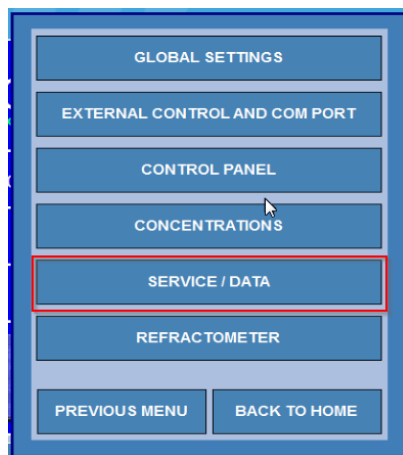 GLOBAL SETTINGS
EXTERNAL CONTROL AND COM PORT
CONTROL PANEL
CONCENTRATIONS
SERVICE / DATA
REFRACTOMETER
PREVIOUS MENU BACK TO HOME